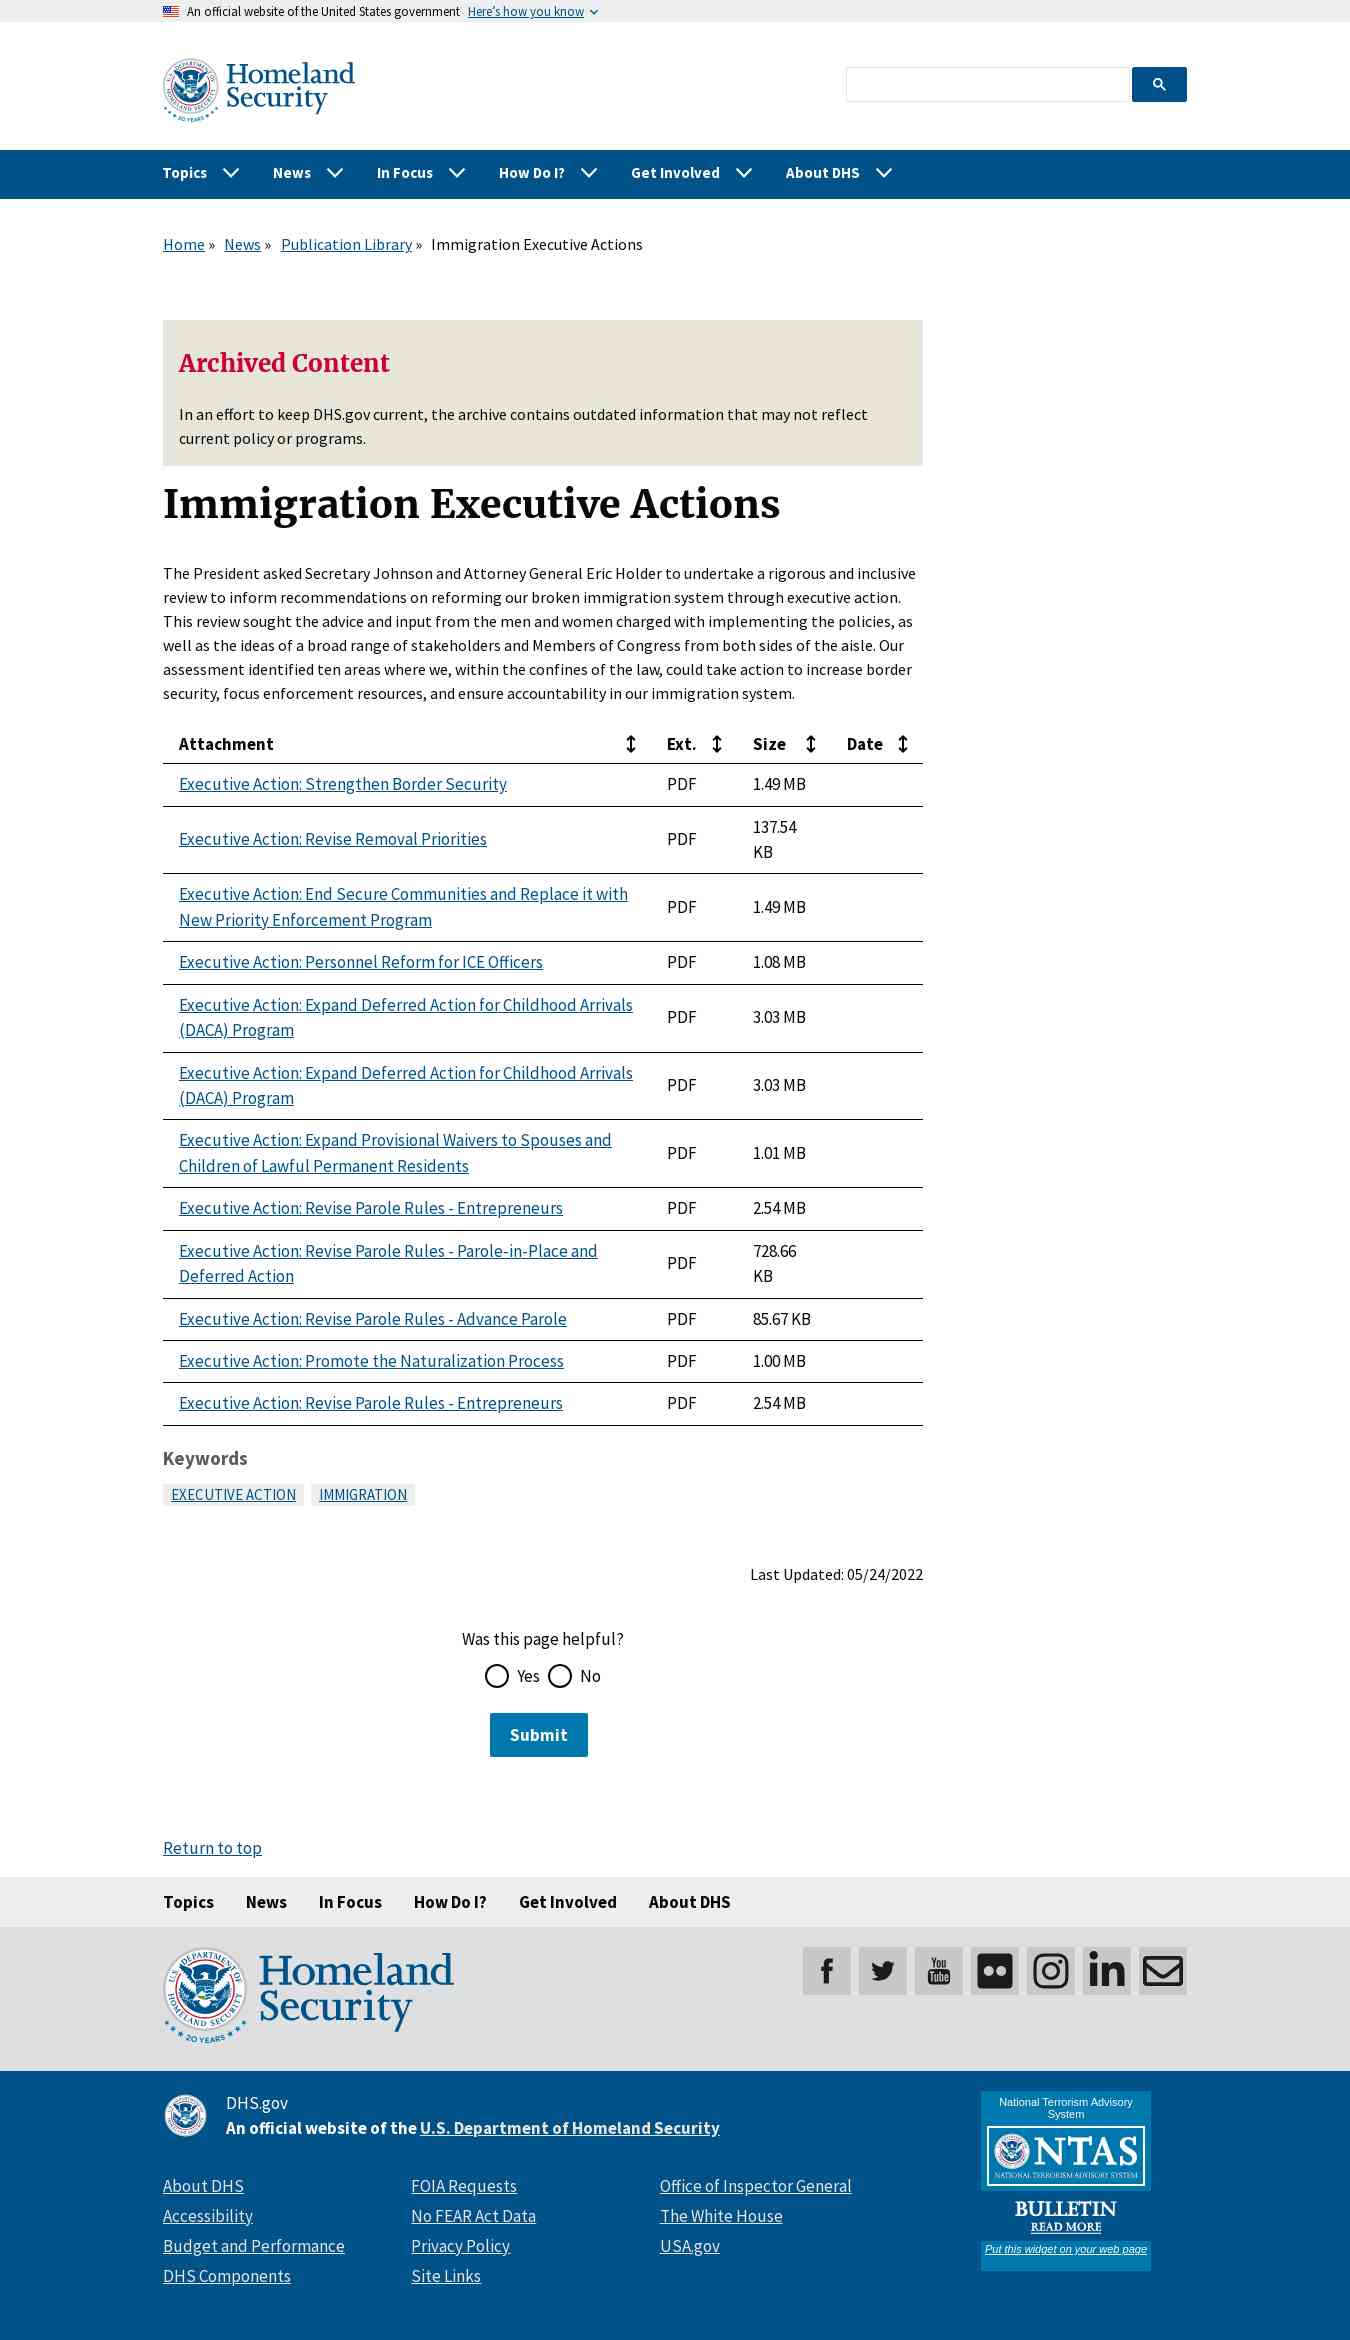 An official website of the United States government Here’s how you know
U.S. DEPARTMENT OF HOMELAND SECURITY
20 YEARS
Homeland
Security
Topics News In Focus How Do I? Get Involved About DHS
Home » News » Publication Library » Immigration Executive Actions
Archived Content
In an effort to keep DHS.gov current, the archive contains outdated information that may not reflect
current policy or programs.
Immigration Executive Actions
The President asked Secretary Johnson and Attorney General Eric Holder to undertake a rigorous and inclusive
review to inform recommendations on reforming our broken immigration system through executive action.
This review sought the advice and input from the men and women charged with implementing the policies, as
well as the ideas of a broad range of stakeholders and Members of Congress from both sides of the aisle. Our
assessment identified ten areas where we, within the confines of the law, could take action to increase border
security, focus enforcement resources, and ensure accountability in our immigration system.
Attachment Ext. Size Date
Executive Action: Strengthen Border Security PDF 1.49 MB
Executive Action: Revise Removal Priorities PDF 137.54
KB
Executive Action: End Secure Communities and Replace it with
New Priority Enforcement Program PDF 1.49 MB
Executive Action: Personnel Reform for ICE Officers PDF 1.08 MB
Executive Action: Expand Deferred Action for Childhood Arrivals
(DACA) Program PDF 3.03 MB
Executive Action: Expand Deferred Action for Childhood Arrivals
(DACA) Program PDF 3.03 MB
Executive Action: Expand Provisional Waivers to Spouses and
Children of Lawful Permanent Residents PDF 1.01 MB
Executive Action: Revise Parole Rules - Entrepreneurs PDF 2.54 MB
Executive Action: Revise Parole Rules - Parole-in-Place and
Deferred Action PDF 728.66
KB
Executive Action: Revise Parole Rules - Advance Parole PDF 85.67 KB
Executive Action: Promote the Naturalization Process PDF 1.00 MB
Executive Action: Revise Parole Rules - Entrepreneurs PDF 2.54 MB
Keywords
EXECUTIVE ACTION IMMIGRATION
Last Updated: 05/24/2022
Was this page helpful?
Yes No
Submit
Return to top
Topics News In Focus How Do I? Get Involved About DHS
U.S. DEPARTMENT OF HOMELAND SECURITY
20 YEARS
Homeland
Security
You
Tube
DHS.gov
An official website of the U.S. Department of Homeland Security
About DHS
Accessibility
Budget and Performance
DHS Components
FOIA Requests
No FEAR Act Data
Privacy Policy
Site Links
Office of Inspector General
The White House
USA.gov
National Terrorism Advisory
System
NTAS
NATIONAL TERRORISM ADVISORY SYSTEM
BULLETIN
READ MORE
Put this widget on your web page